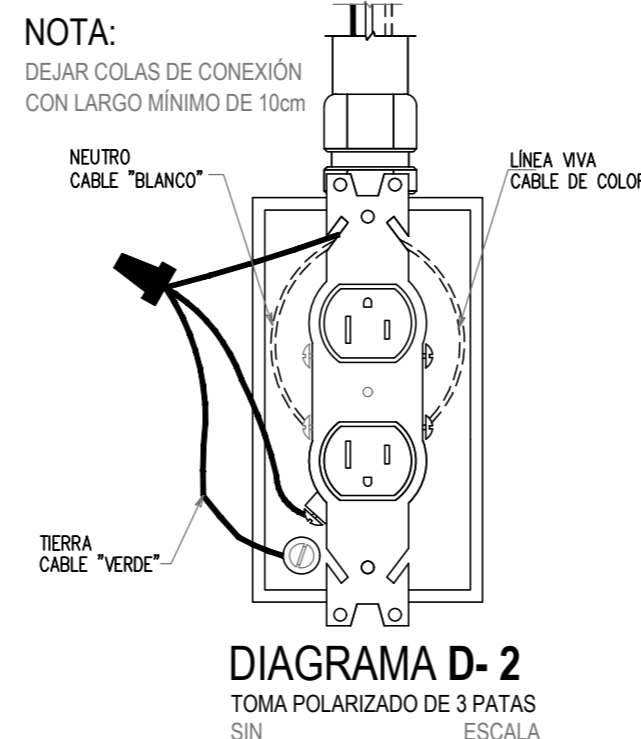 NOTA:
DEJAR COLAS DE CONEXIÓN
CON LARGO MÍNIMO DE 10cm
NEUTRO
CABLE "BLANCO"
LÍNEA VIVA
CABLE DE COLOR
TIERRA
CABLE "VERDE"
DIAGRAMA D- 2
TOMA POLARIZADO DE 3 PATAS
SIN ESCALA